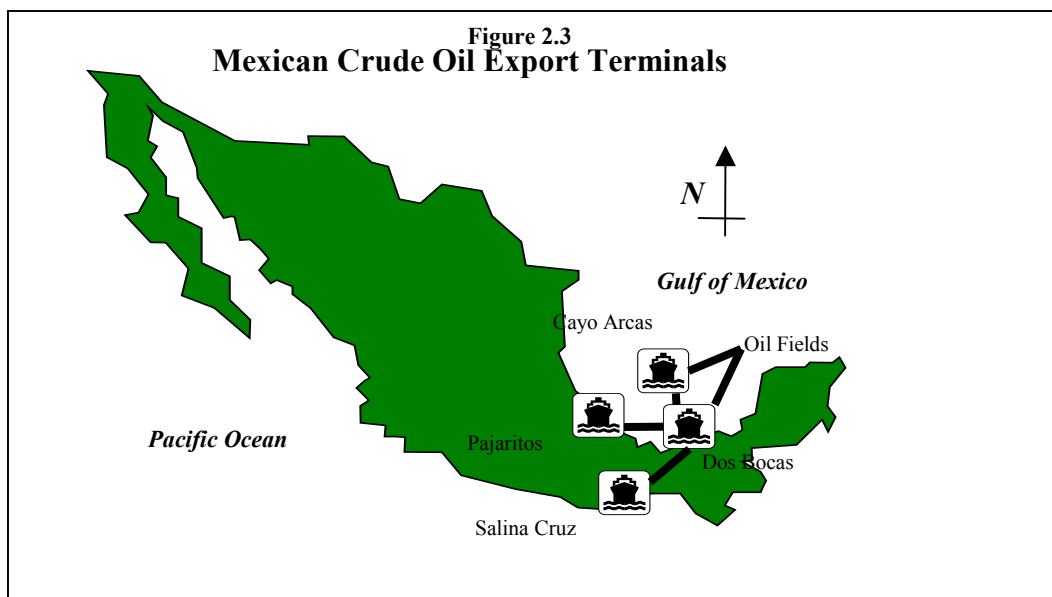 Figure 2.3
Mexican Crude Oil Export Terminals
N
Gulf of Mexico
Cayo Arcas
Oil Fields
Pacific Ocean
Pajaritos
Dos Bocas
Salina Cruz